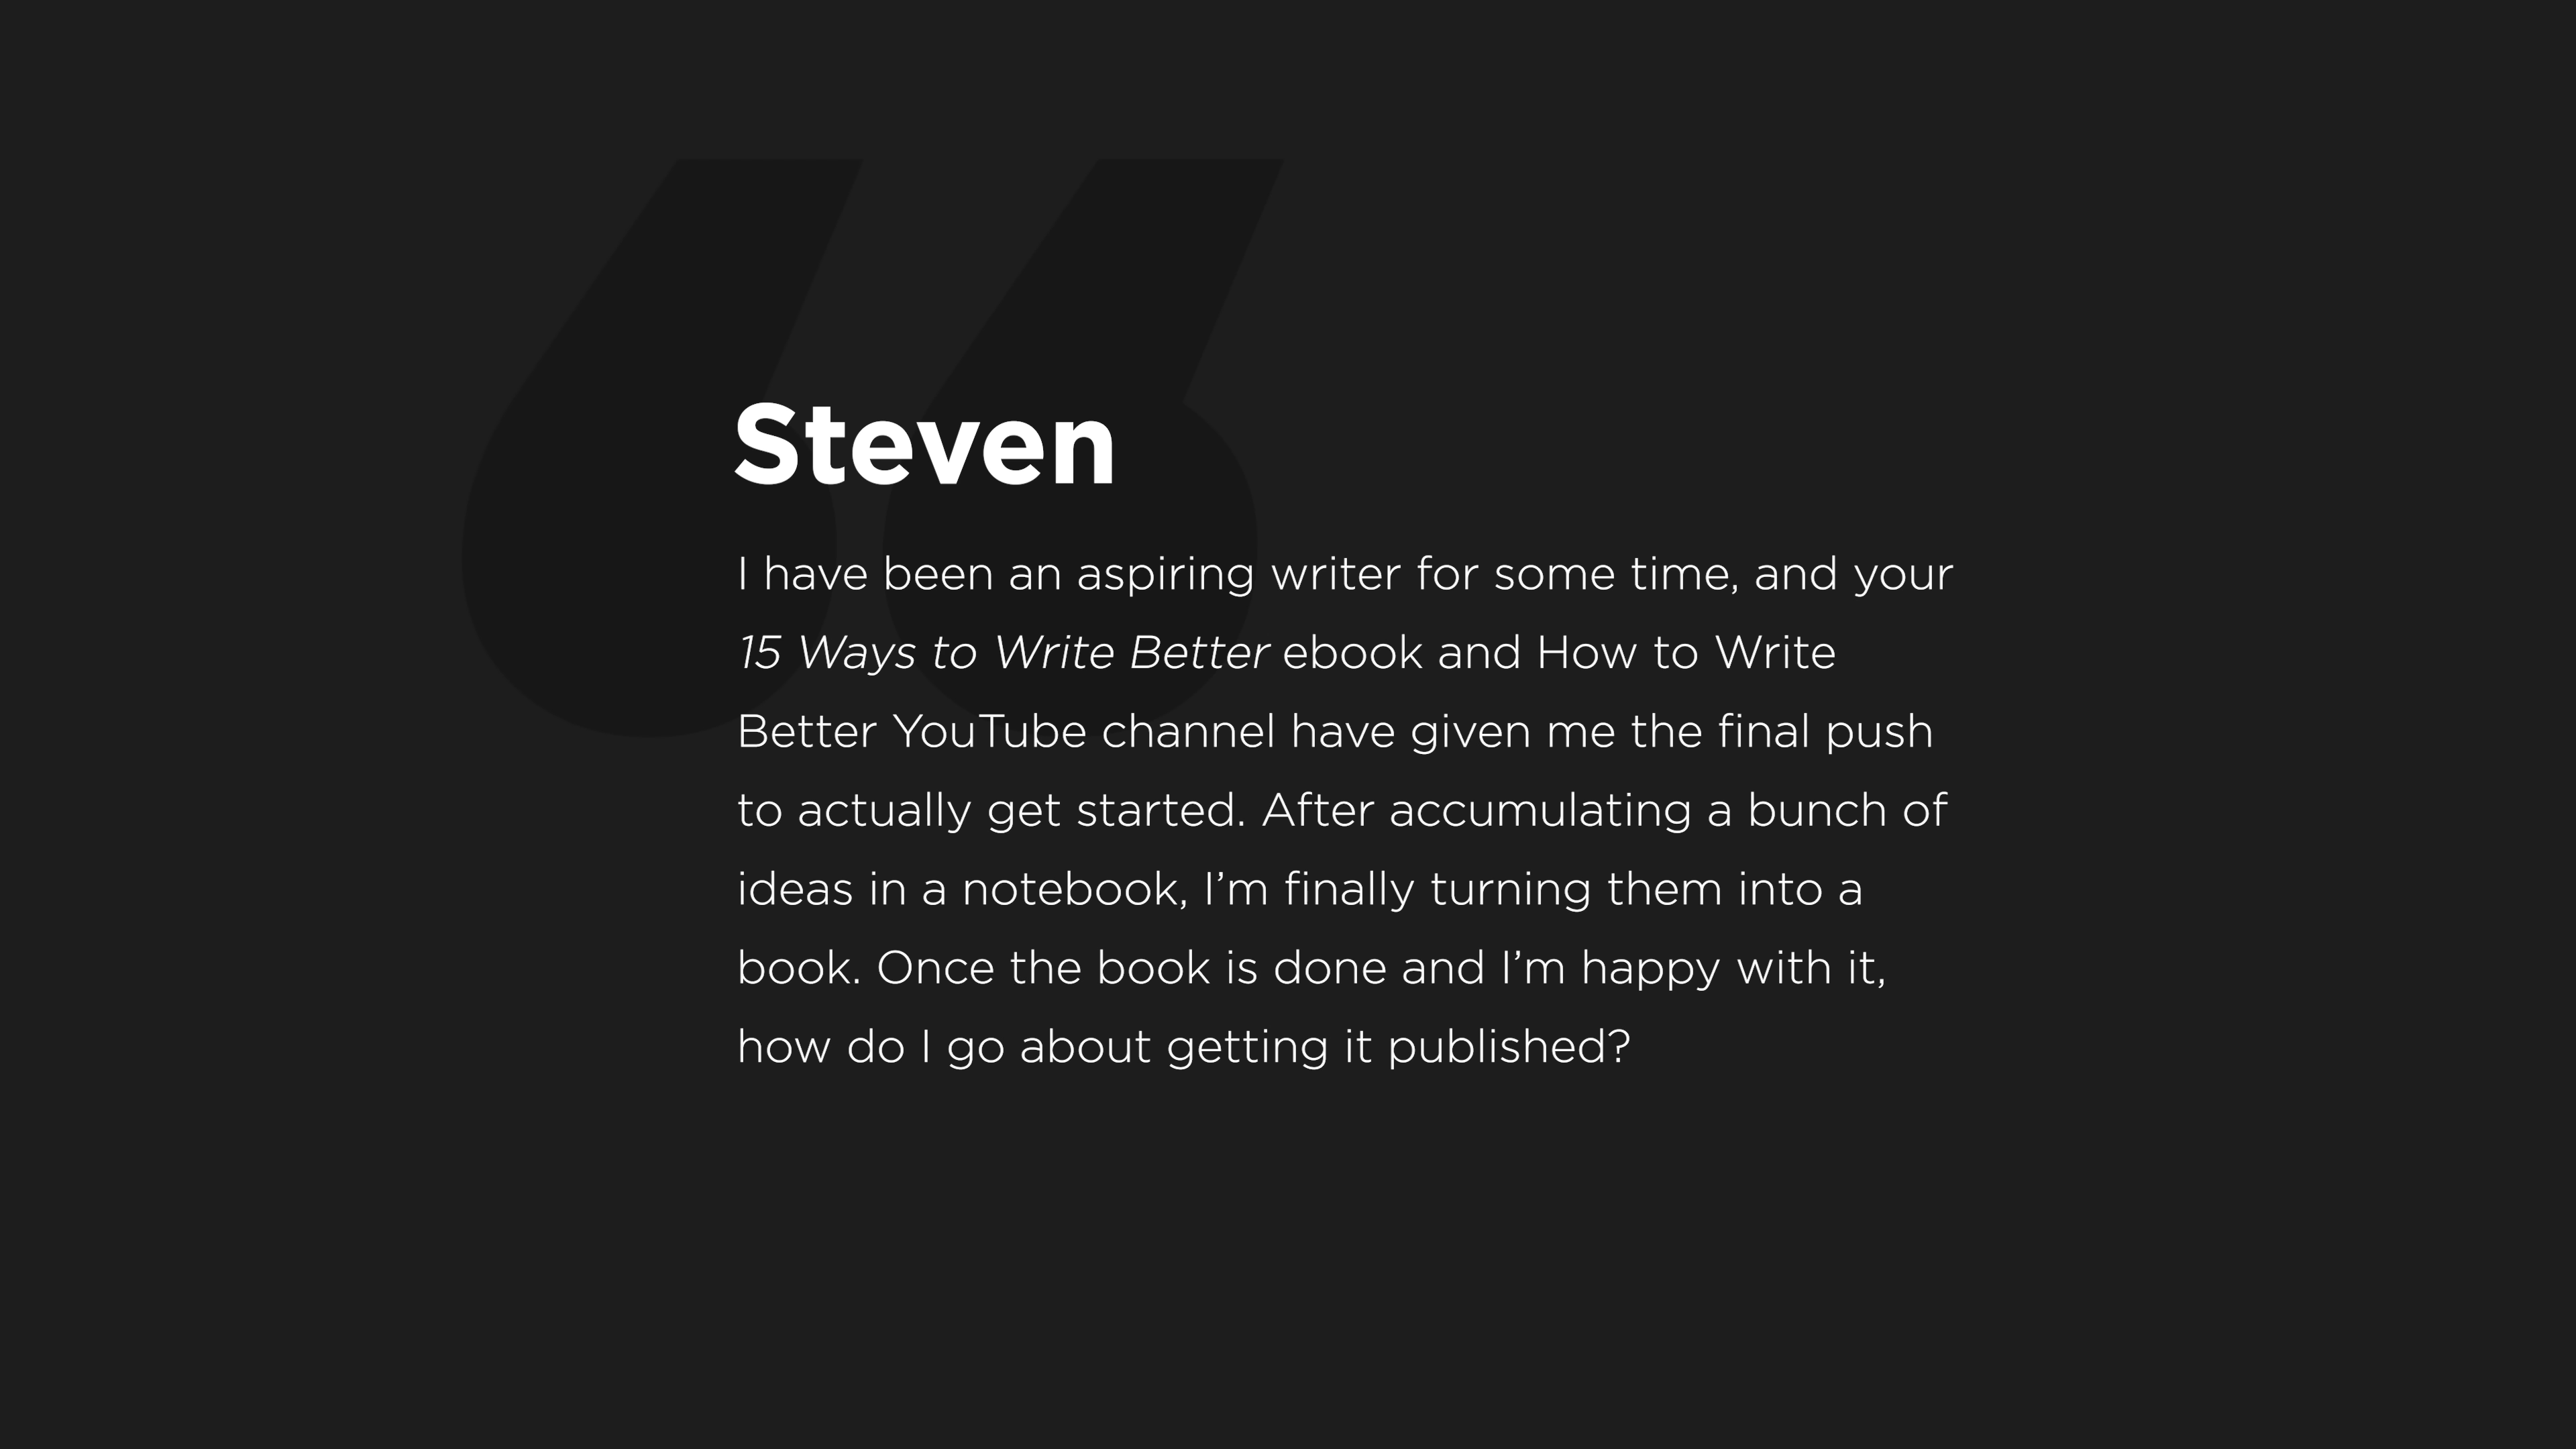 Steven
I have been an aspiring writer for some time, and your
15 Ways to Write Better ebook and How to Write
Better YouTube channel have given me the final push
to actually get started. After accumulating a bunch of
ideas in a notebook, I’m finally turning them into a
book. Once the book is done and I’m happy with it,
how do I go about getting it published?